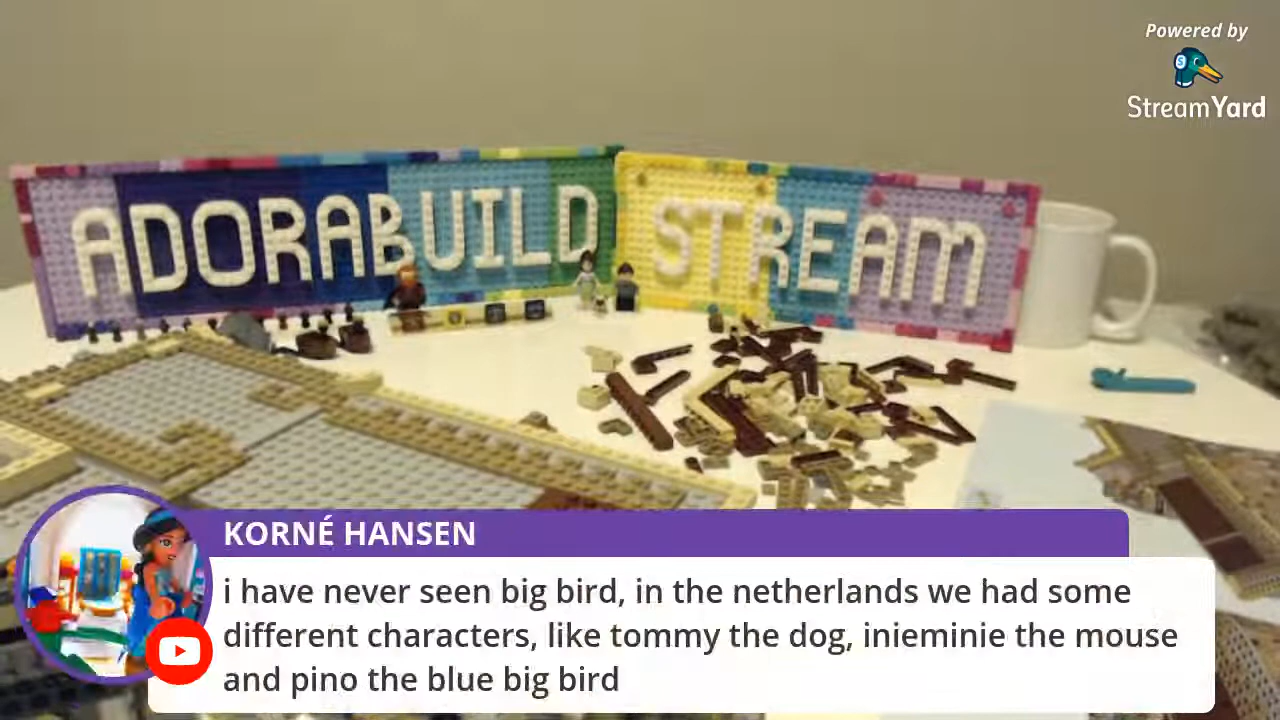 Powered by
StreamYard
ADORABUILD STREAM
KORNÉ HANSEN
i have never seen big bird, in the netherlands we had some
different characters, like tommy the dog, inieminie the mouse
and pino the blue big bird